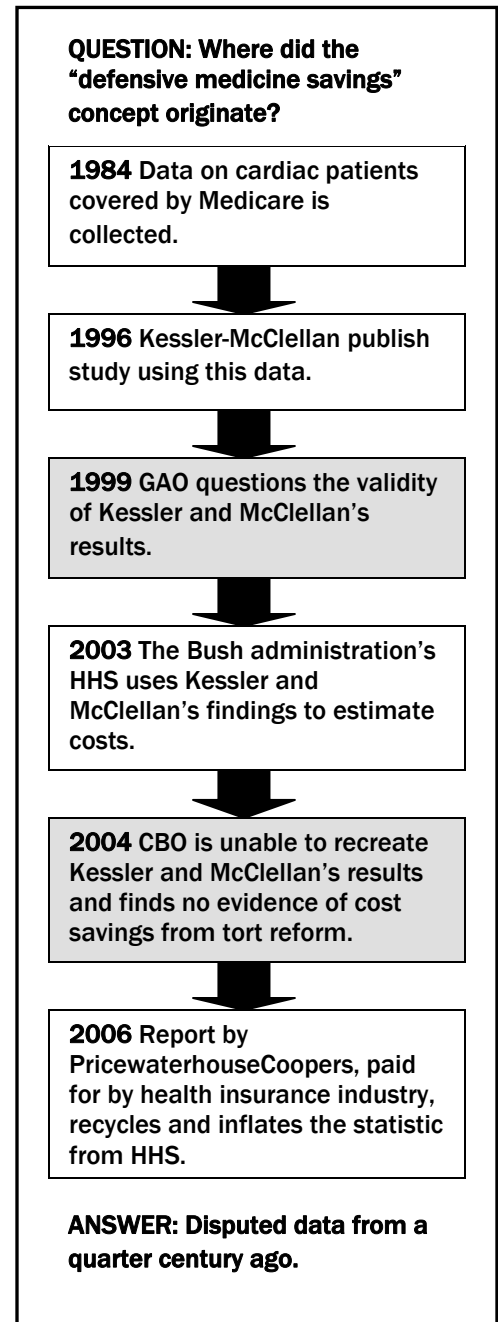 QUESTION: Where did the
“defensive medicine savings”
concept originate?
1984 Data on cardiac patients
covered by Medicare is
collected.
1996 Kessler-McClellan publish
study using this data.
1999 GAO questions the validity
of Kessler and McClellan’s
results.
2003 The Bush administration’s
HHS uses Kessler and
McClellan’s findings to estimate
costs.
2004 CBO is unable to recreate
Kessler and McClellan’s results
and finds no evidence of cost
savings from tort reform.
2006 Report by
PricewaterhouseCoopers, paid
for by health insurance industry,
recycles and inflates the statistic
from HHS.
ANSWER: Disputed data from a
quarter century ago.